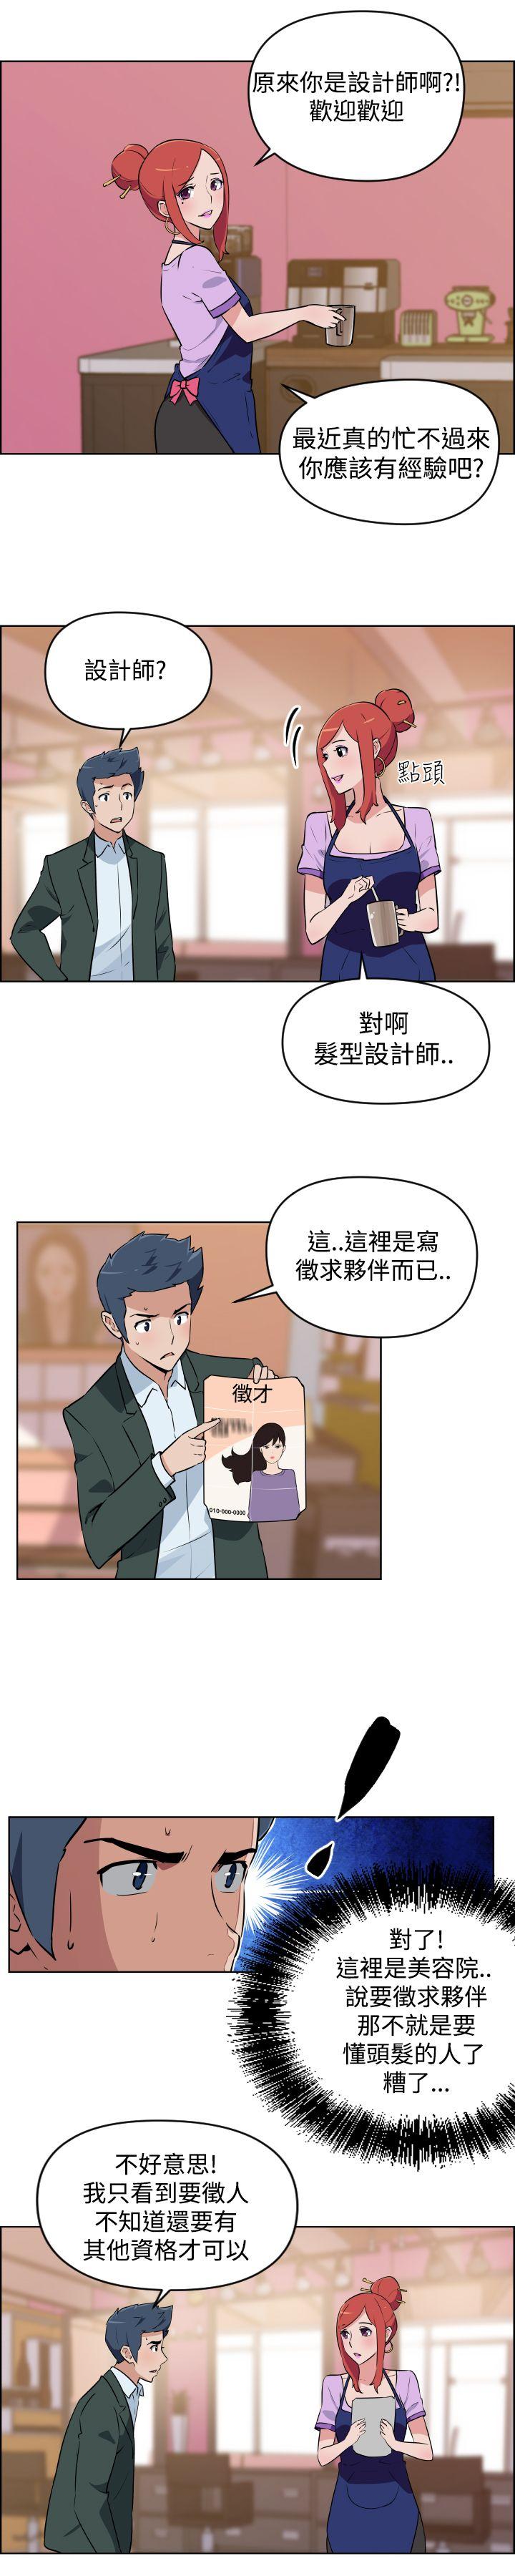 原來你是設計師啊?!
歡迎歡迎
最近真的忙不過來
你應該有經驗吧?
設計師?
點頭
對啊
髮型設計師..
這..這裡是寫
徵求夥伴而已..
徵才
010-000-0000
對了!
這裡是美容院..
說要徵求夥伴
那不就是要
懂頭髮的人了
糟了...
不好意思!
我只看到要徵人
不知道還要有
其他資格才可以